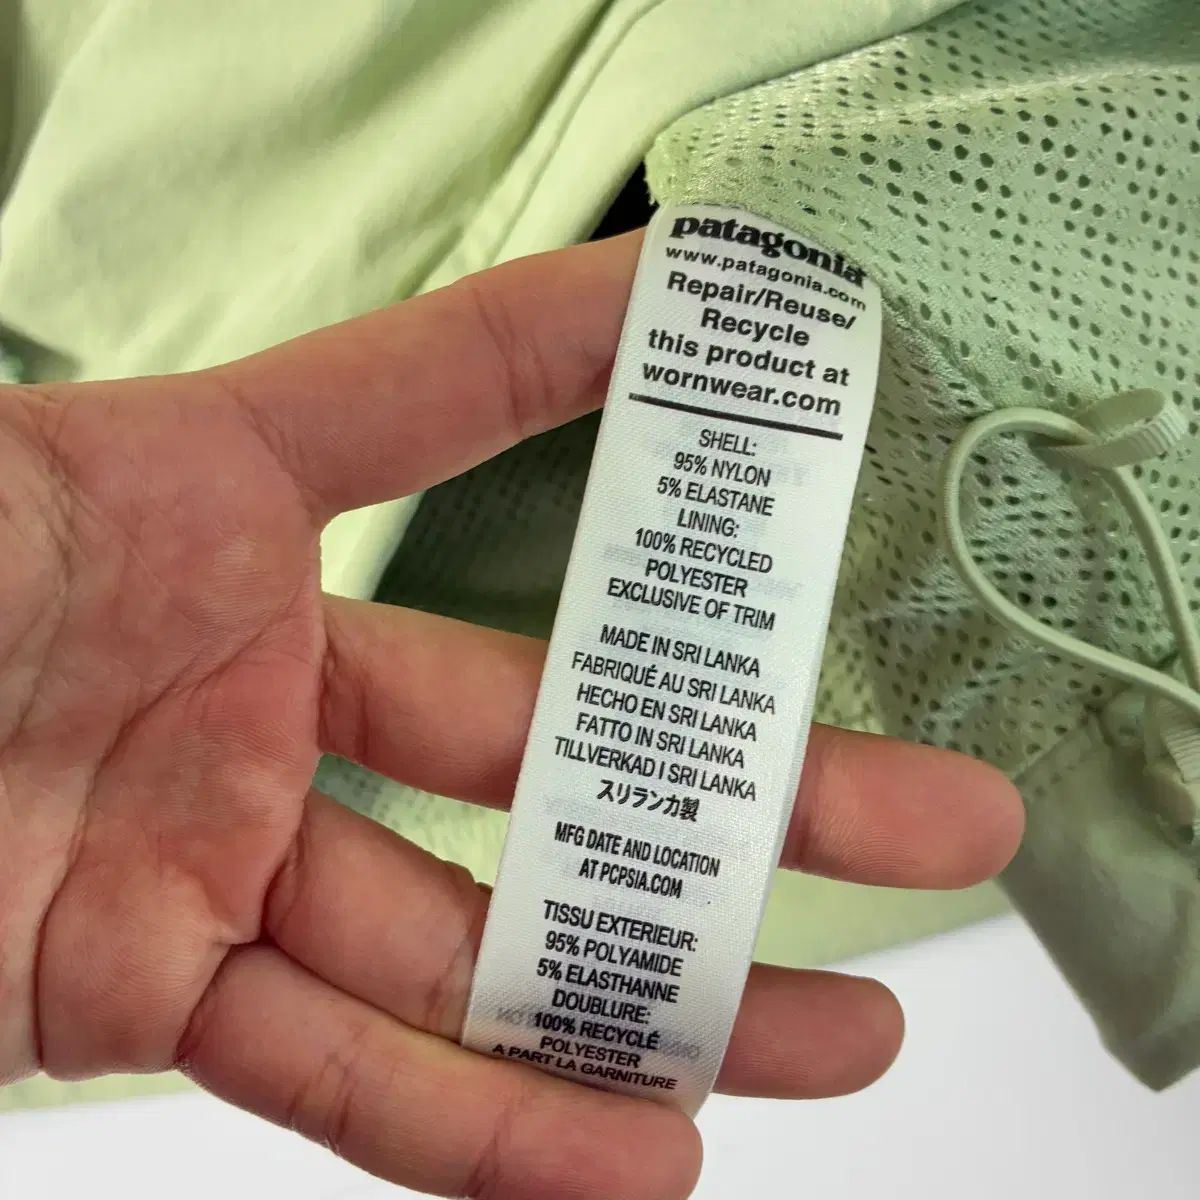 patagonia
www.patagonia.com
Repair/Reuse/
Recycle
this product at
wornwear.com
SHELL:
95% NYLON
5% ELASTANE
LINING:
100% RECYCLED
POLYESTER
EXCLUSIVE OF TRIM
MADE IN SRI LANKA
FABRIQUÉ AU SRI LANKA
HECHO EN SRI LANKA
FATTO IN SRI LANKA
TILLVERKAD I SRI LANKA
スリランカ製
MFG DATE AND LOCATION
AT PCPSIA.COM
TISSU EXTERIEUR:
95% POLYAMIDE
5% ELASTHANNE
DOUBLURE:
100% RECYCLÉ
POLYESTER
A PART LA GARNITURE